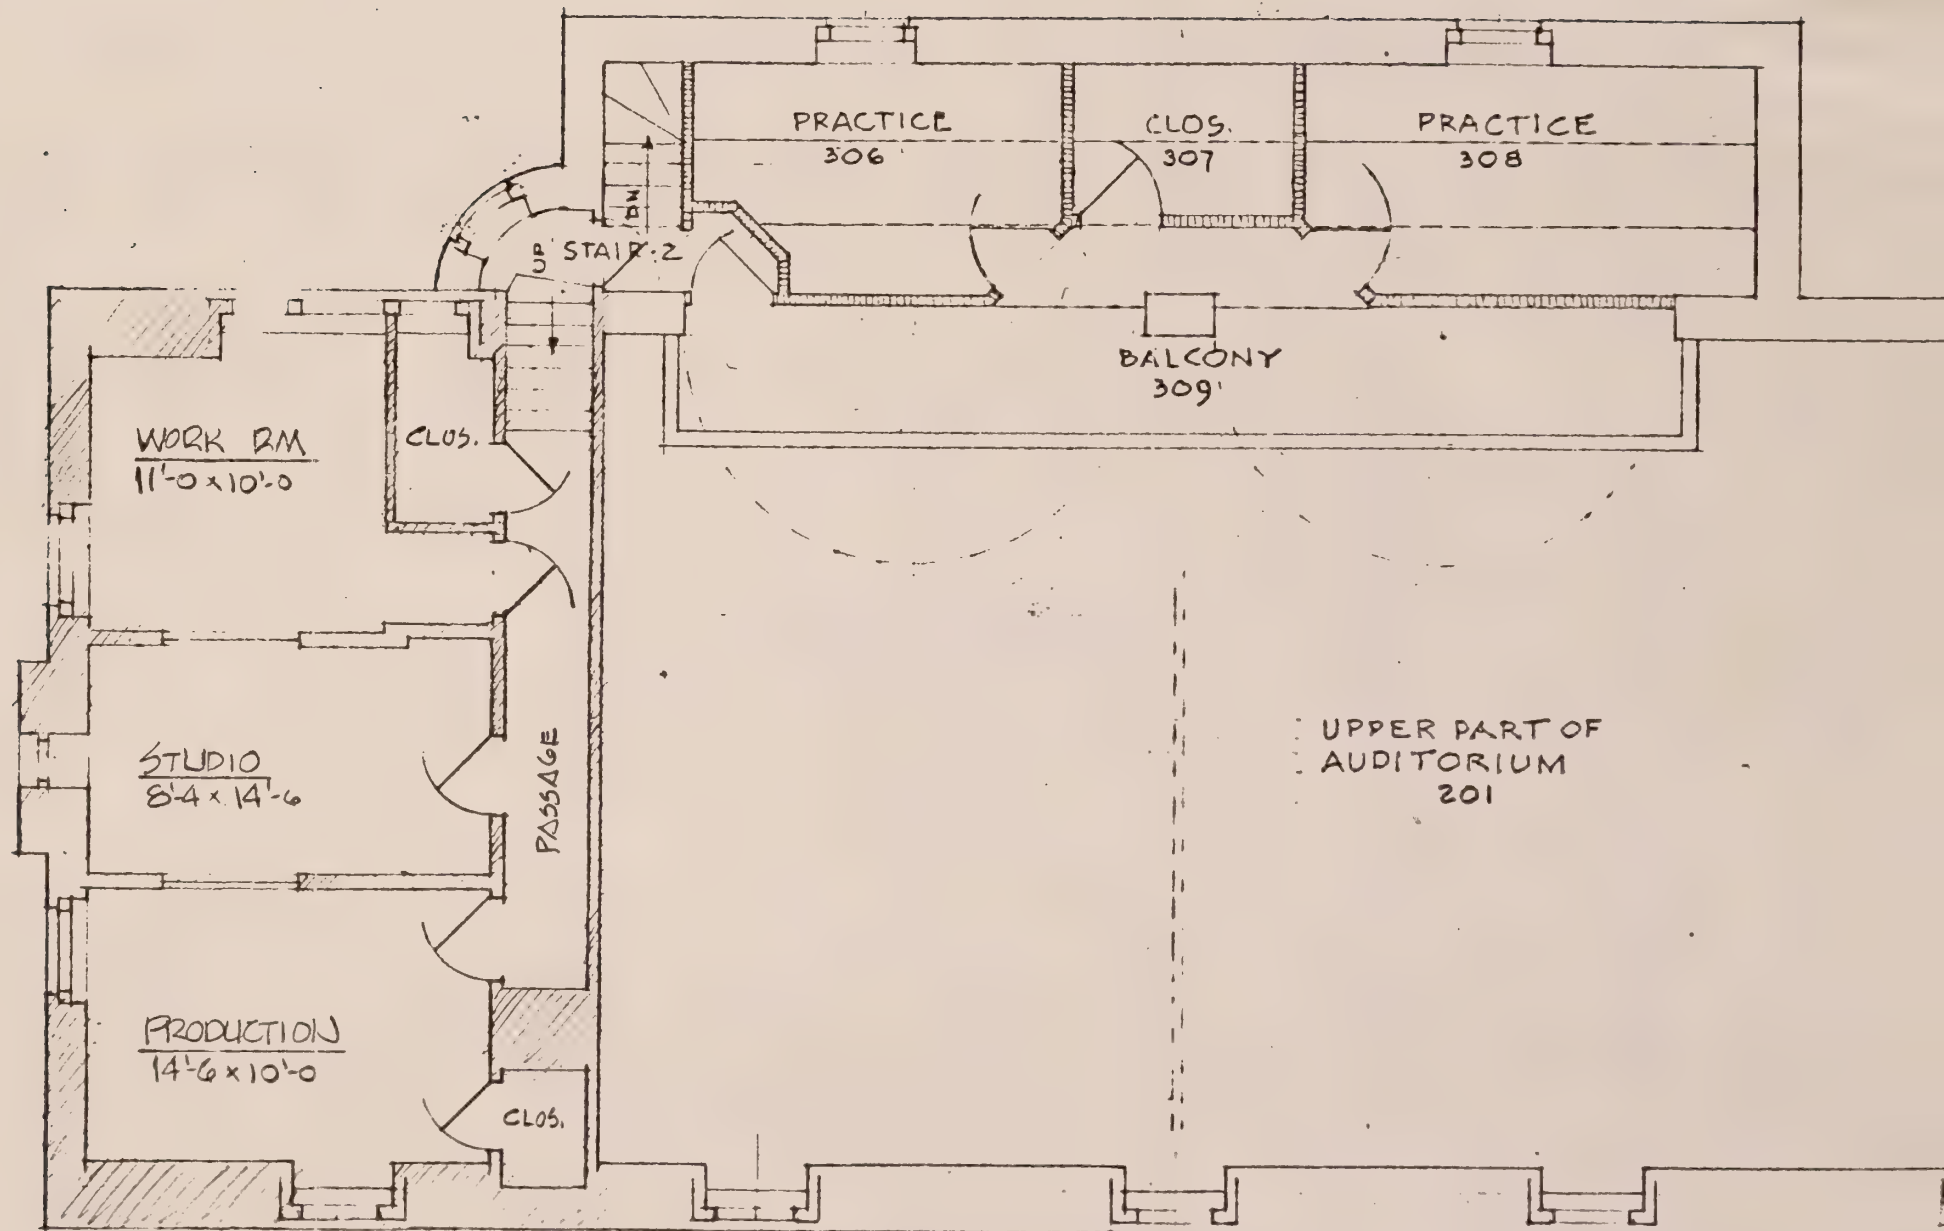 PRACTICE
306
CLOS.
307
PRACTICE
308
DN
UP
STAIR·2
BALCONY
309
WORK RM
11'-0 x 10'-0
CLOS.
STUDIO
8'-4 x 14'-6
PASSAGE
UPPER PART OF
AUDITORIUM
201
PRODUCTION
14'-6 x 10'-0
CLOS.